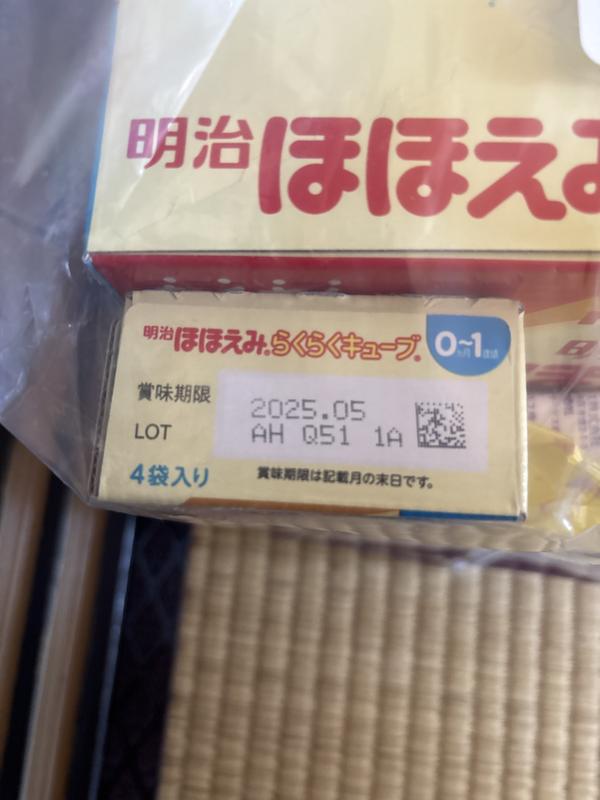 明治ほほえみ
明治ほほえみ®らくらくキューブ®
0~1
ヵ月 歳頃
賞味期限 2025.05
LOT AH Q51 1A
4袋入り 賞味期限は記載月の末日です。